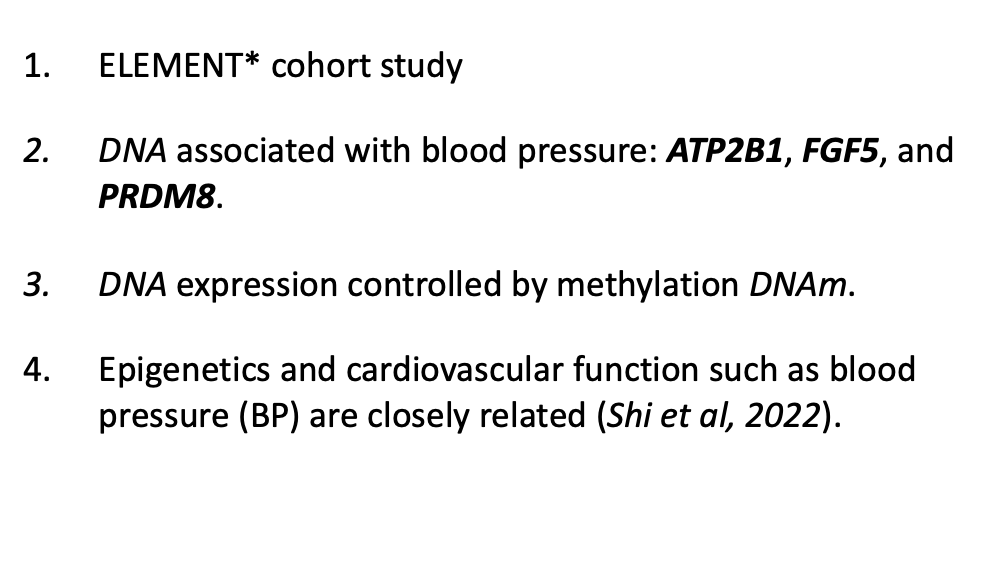 1. ELEMENT* cohort study
2. DNA associated with blood pressure: ATP2B1, FGF5, and
PRDM8.
3. DNA expression controlled by methylation DNAm.
4. Epigenetics and cardiovascular function such as blood
pressure (BP) are closely related (Shi et al, 2022).